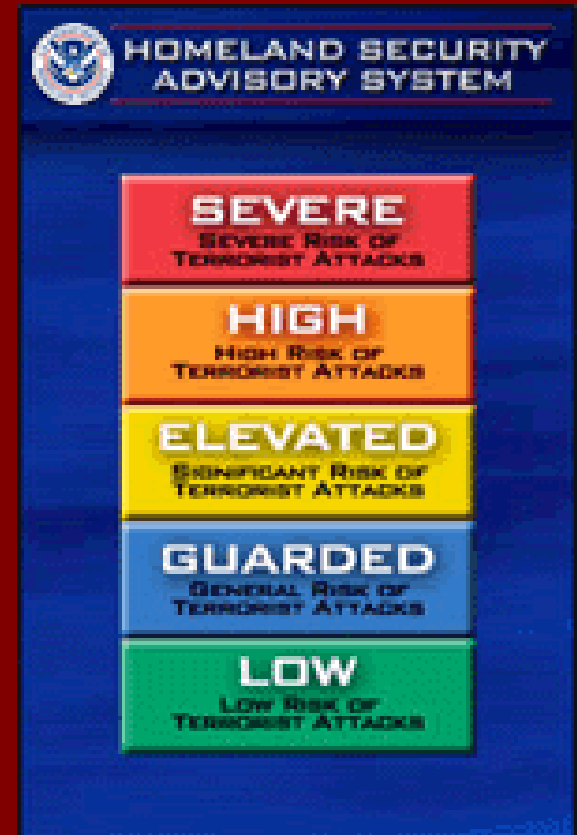 HOMELAND SECURITY
ADVISORY SYSTEM
SEVERE
SEVERE RISK OF
TERRORIST ATTACKS
HIGH
HIGH RISK OF
TERRORIST ATTACKS
ELEVATED
SIGNIFICANT RISK OF
TERRORIST ATTACKS
GUARDED
GENERAL RISK OF
TERRORIST ATTACKS
LOW
LOW RISK OF
TERRORIST ATTACKS